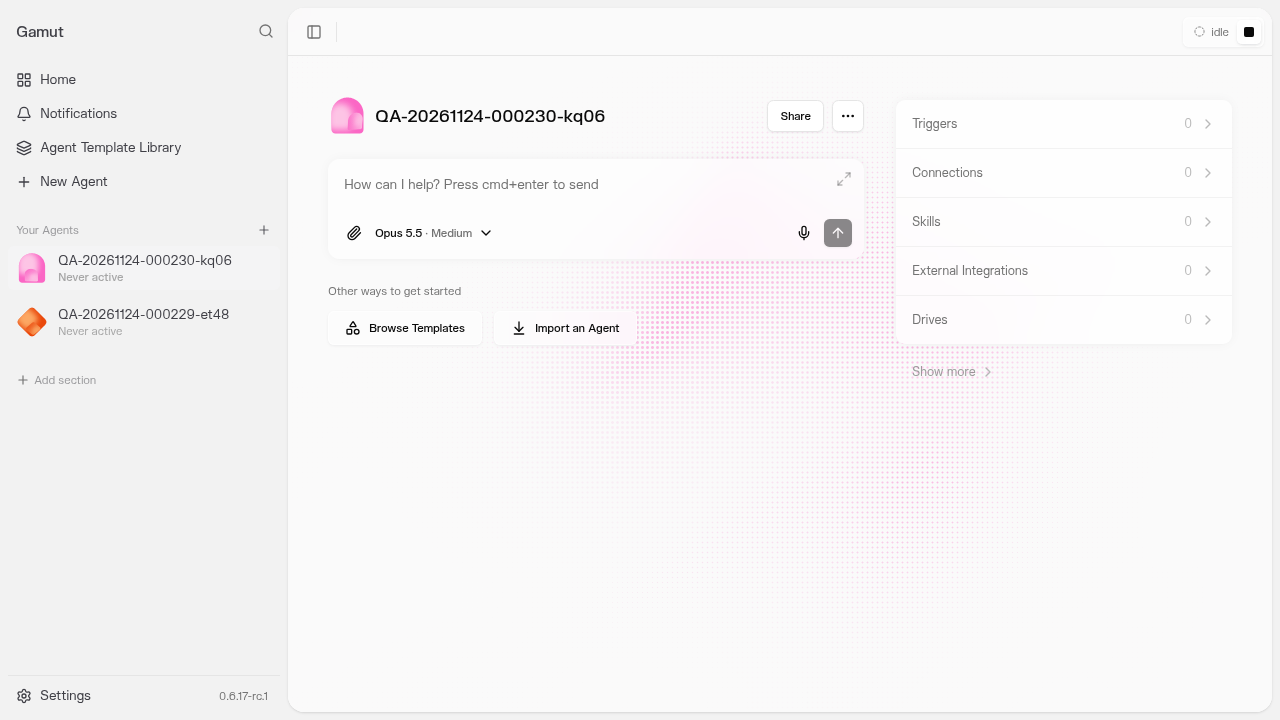 Gamut
Home
Notifications
Agent Template Library
New Agent
Your Agents
QA-20261124-000230-kq06
Never active
QA-20261124-000229-et48
Never active
Add section
Settings
0.6.17-rc.1
idle
QA-20261124-000230-kq06
Share
How can I help? Press cmd+enter to send
Opus 5.5 · Medium
Other ways to get started
Browse Templates
Import an Agent
Triggers 0
Connections 0
Skills 0
External Integrations 0
Drives 0
Show more